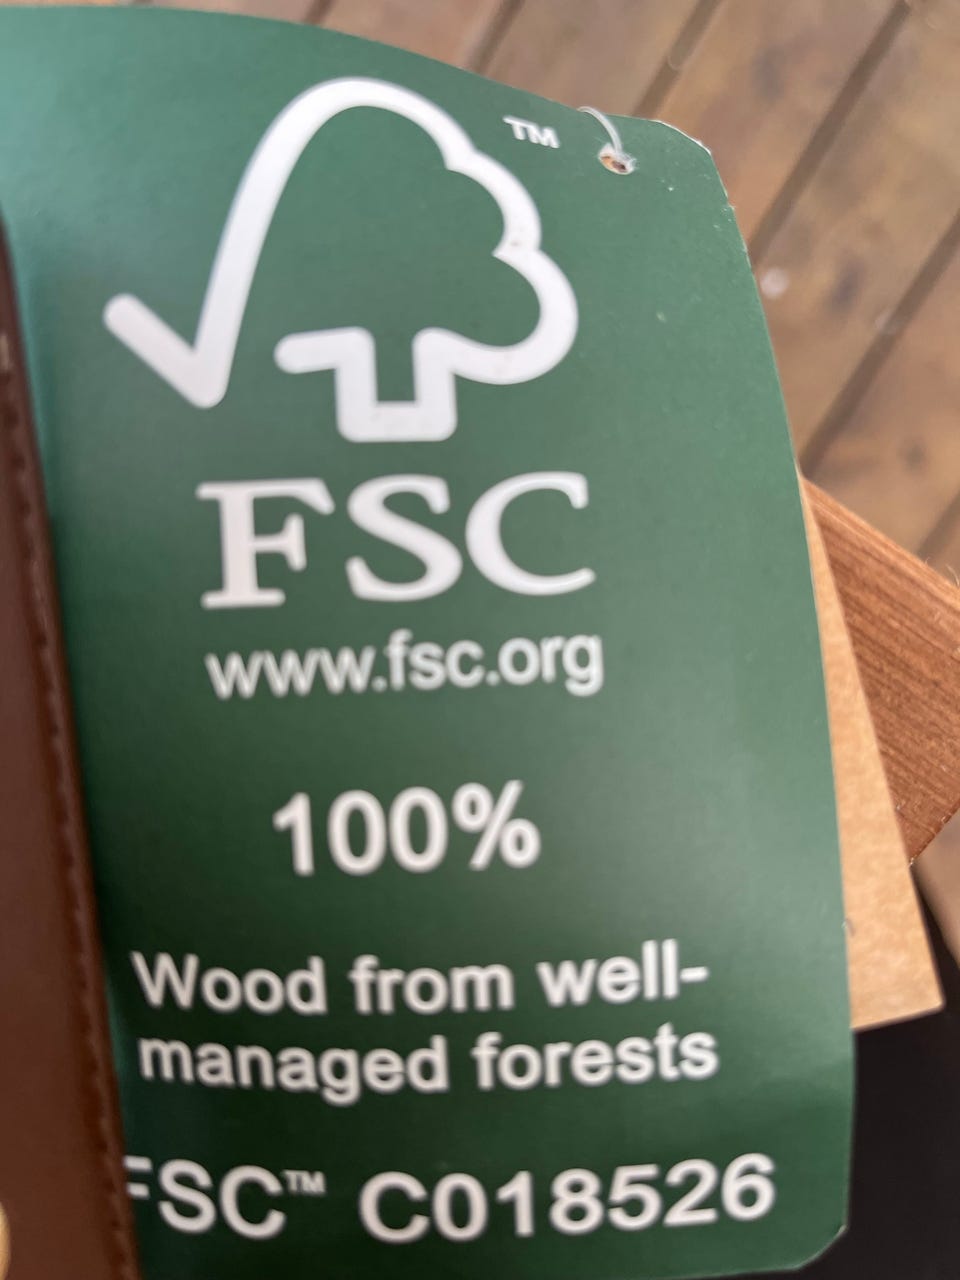 TM
FSC
www.fsc.org
100%
Wood from well-
managed forests
FSC™ C018526